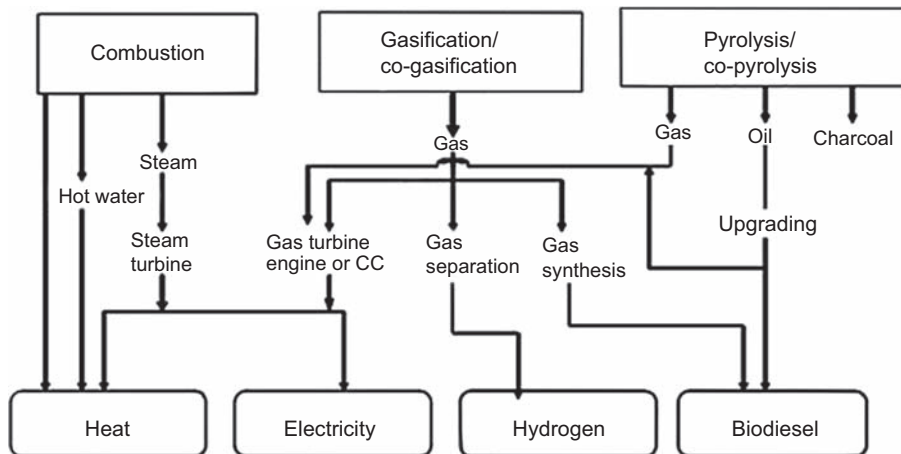 Combustion
Gasification/
co-gasification
Pyrolysis/
co-pyrolysis
Gas
Oil
Charcoal
Gas
Steam
Hot water
Upgrading
Steam
turbine
Gas turbine
engine or CC
Gas
separation
Gas
synthesis
Heat
Electricity
Hydrogen
Biodiesel